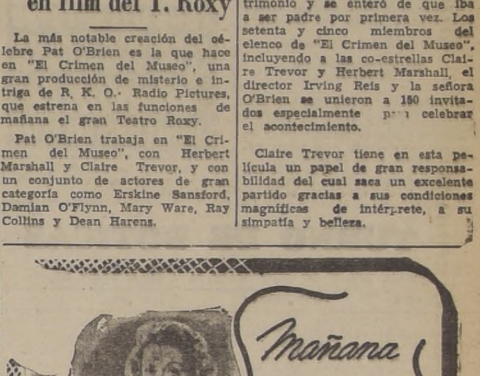 en film del T. Roxy
La más notable creación del cé-
lebre Pat O'Brien es la que hace
en "El Crimen del Museo", una
gran producción de misterio e in-
triga de R. K. O. Radio Pictures,
que estrena en las funciones de
mañana el gran Teatro Roxy.
Pat O'Brien trabaja en "El Cri-
men del Museo", con Herbert
Marshall y Claire Trevor, y con
un conjunto de actores de gran
categoría como Erskine Sansford,
Damian O'Flynn, Mary Ware, Ray
Collins y Dean Harens.
trimonio y se enteró de que iba
a ser padre por primera vez. Los
setenta y cinco miembros del
elenco de "El Crimen del Museo",
incluyendo a las co-estrellas Clai-
re Trevor y Herbert Marshall, el
director Irving Reis y la señora
O'Brien se unieron a 150 invita-
dos especialmente celebrar
el acontecimiento.
Claire Trevor tiene en esta pe-
lícula un papel de gran responsa-
bilidad del cual saca un excelente
partido gracias a sus condiciones
magníficas de intérprete, a su
simpatía y belleza.
Mañana